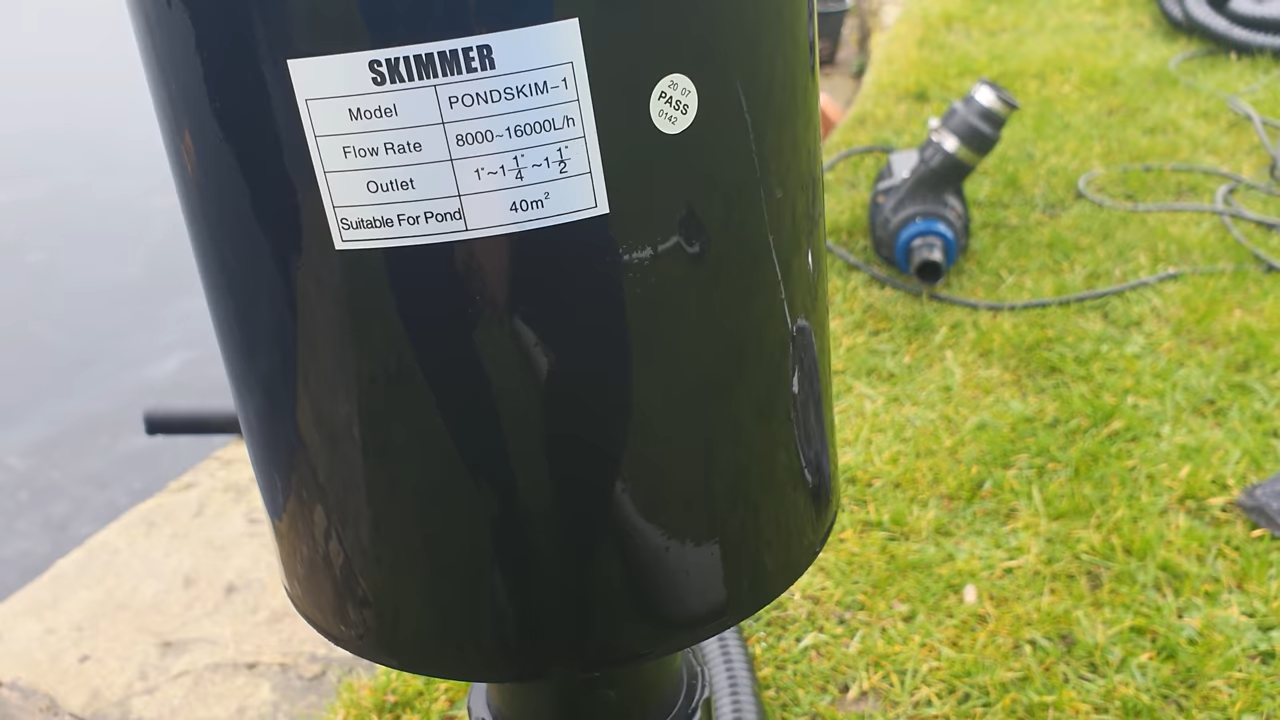 SKIMMER
Model PONDSKIM-1
Flow Rate 8000~16000L/h
Outlet 1"~1 1/4"~1 1/2"
Suitable For Pond 40m²
20 07
PASS
0142